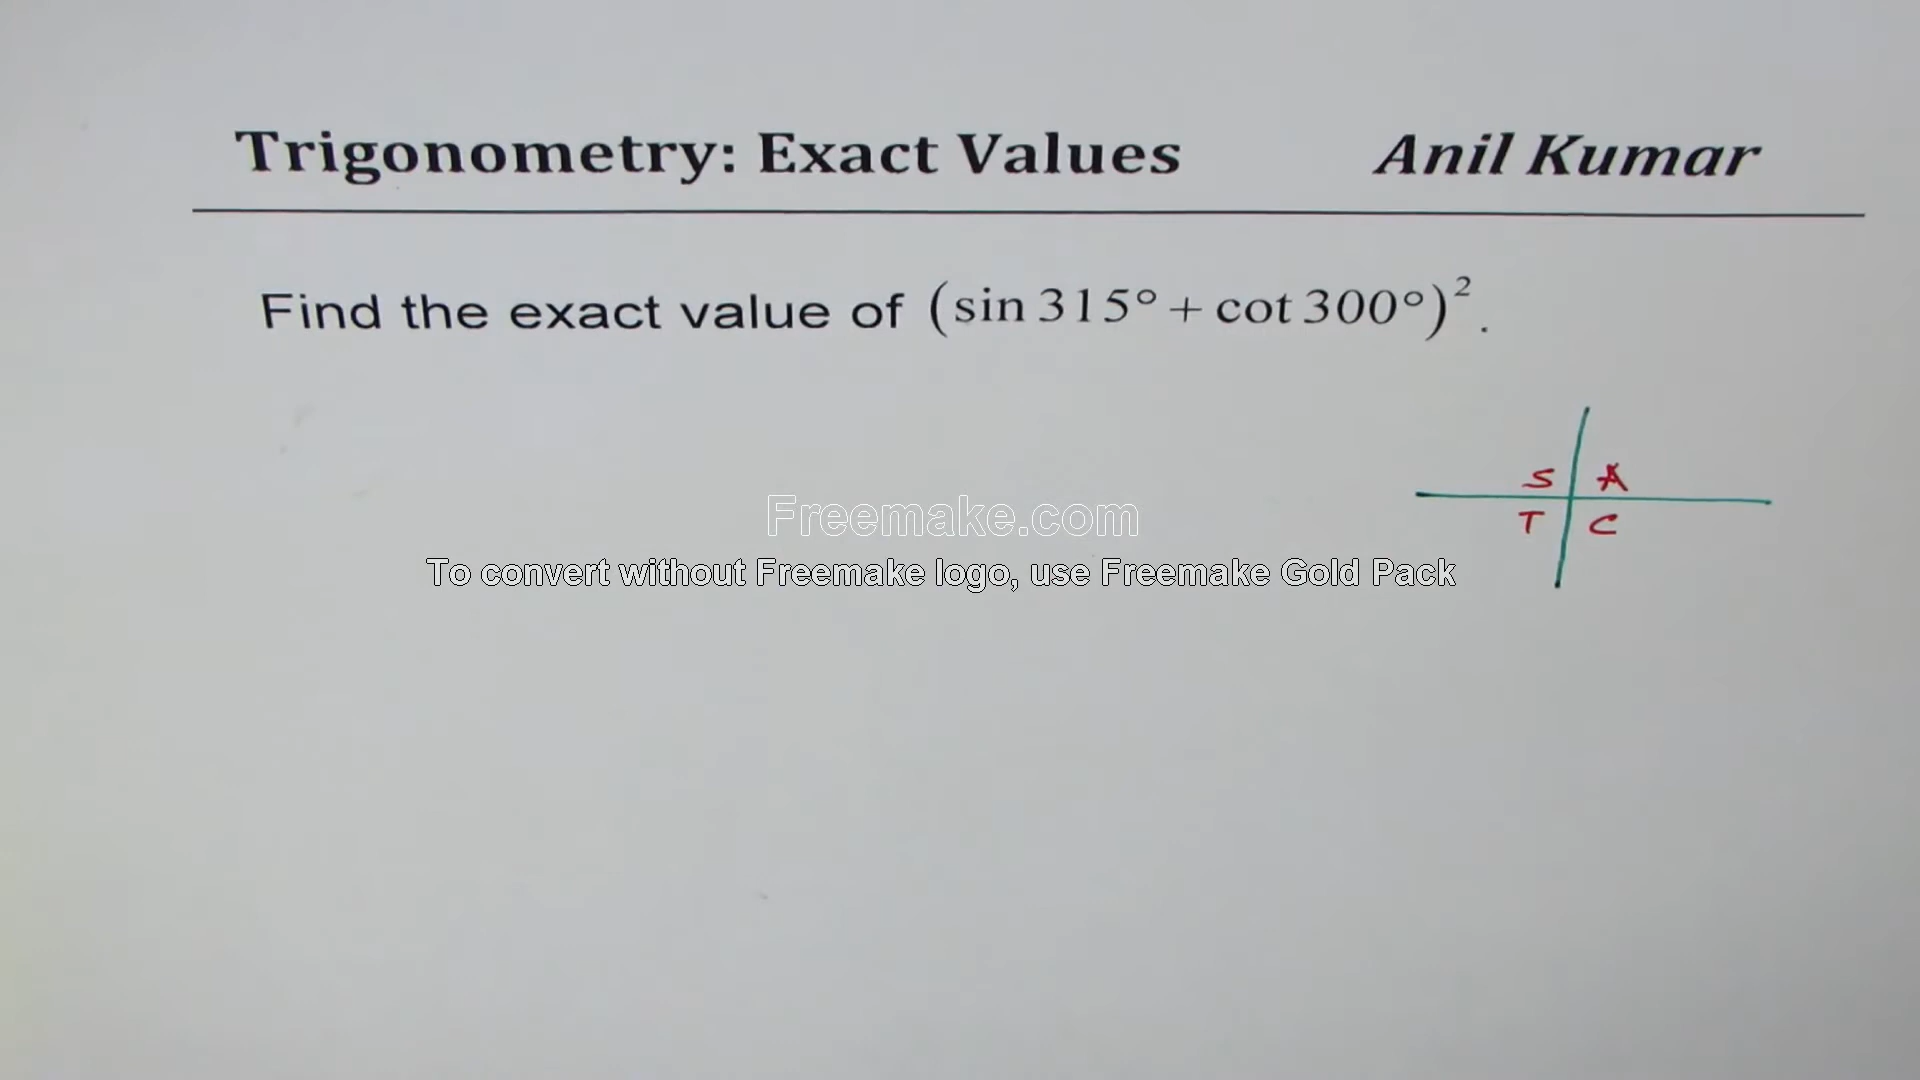 Trigonometry: Exact Values Anil Kumar
Find the exact value of (sin 315° + cot 300°)².
S A
T C
Freemake.com
To convert without Freemake logo, use Freemake Gold Pack